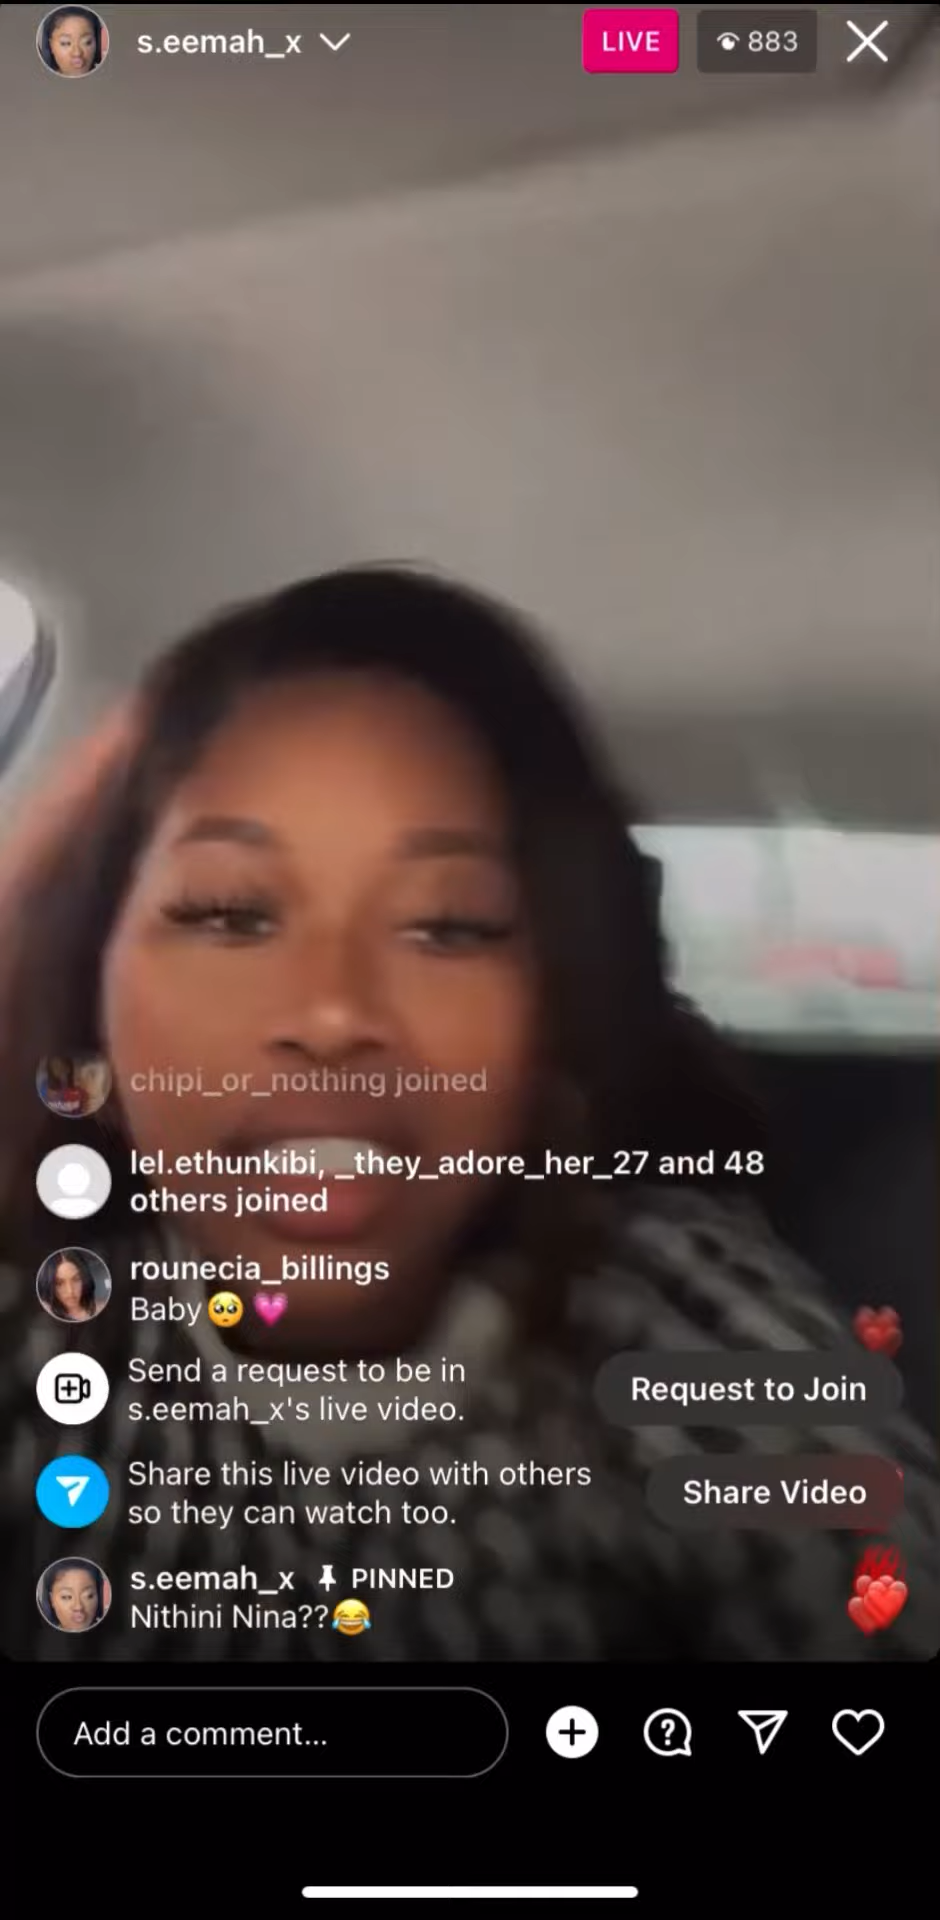 s.eemah_x
LIVE
883
chipi_or_nothing joined
lel.ethunkibi, _they_adore_her_27 and 48
others joined
rounecia_billings
Baby🥺💗
Send a request to be in
s.eemah_x's live video.
Request to Join
Share this live video with others
so they can watch too.
Share Video
s.eemah_x 📌 PINNED
Nithini Nina??😂
Add a comment...